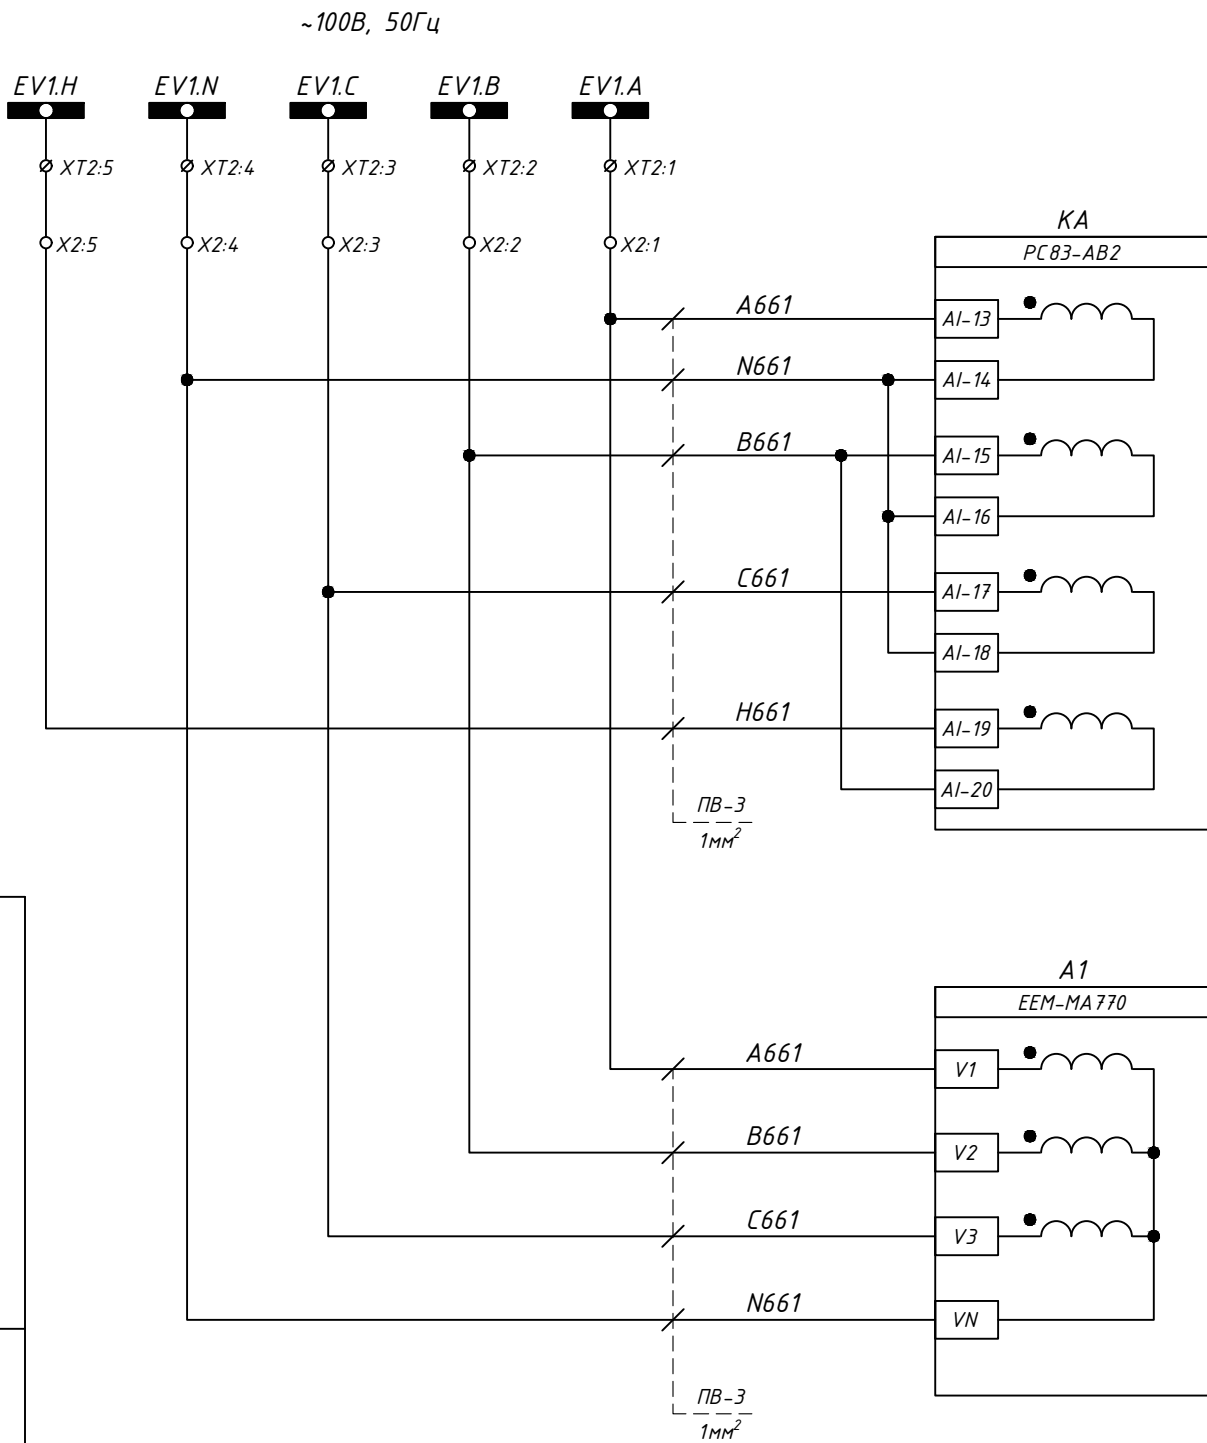 ~100В, 50Гц
EV1.H EV1.N EV1.C EV1.B EV1.A
XT2:5 XT2:4 XT2:3 XT2:2 XT2:1
X2:5 X2:4 X2:3 X2:2 X2:1
KA
РС83-АВ2
A661 AI-13
N661 AI-14
B661 AI-15
AI-16
C661 AI-17
AI-18
H661 AI-19
AI-20
ПВ-3
1мм²
A1
EEM-MA770
A661 V1
B661 V2
C661 V3
N661 VN
ПВ-3
1мм²